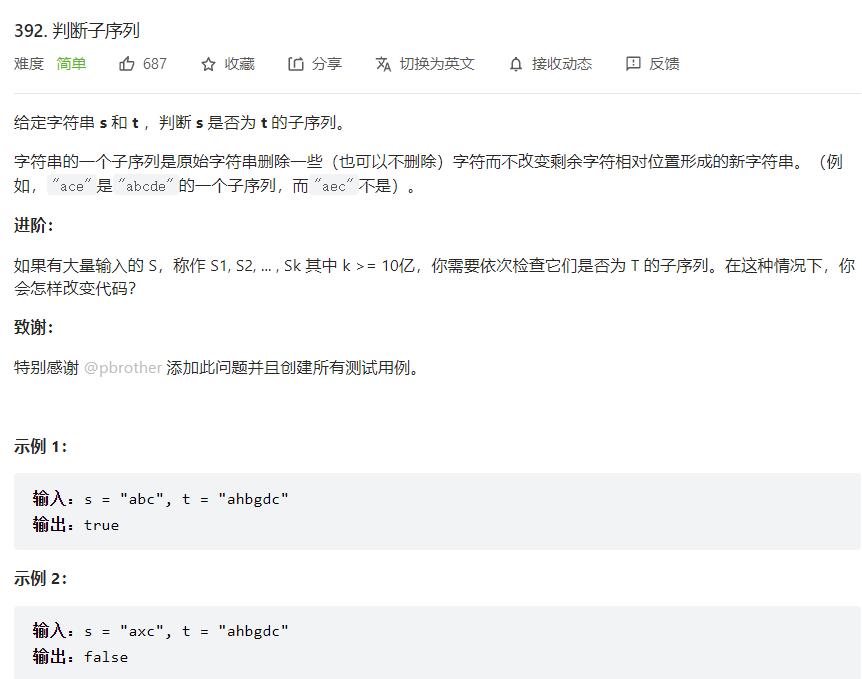 392. 判断子序列
难度 简单 687 收藏 分享 切换为英文 接收动态 反馈
给定字符串 s 和 t ，判断 s 是否为 t 的子序列。
字符串的一个子序列是原始字符串删除一些（也可以不删除）字符而不改变剩余字符相对位置形成的新字符串。（例
如，"ace"是"abcde"的一个子序列，而"aec"不是）。
进阶：
如果有大量输入的 S，称作 S1, S2, ... , Sk 其中 k >= 10亿，你需要依次检查它们是否为 T 的子序列。在这种情况下，你
会怎样改变代码？
致谢：
特别感谢 @pbrother 添加此问题并且创建所有测试用例。
示例 1：
输入：s = "abc", t = "ahbgdc"
输出：true
示例 2：
输入：s = "axc", t = "ahbgdc"
输出：false